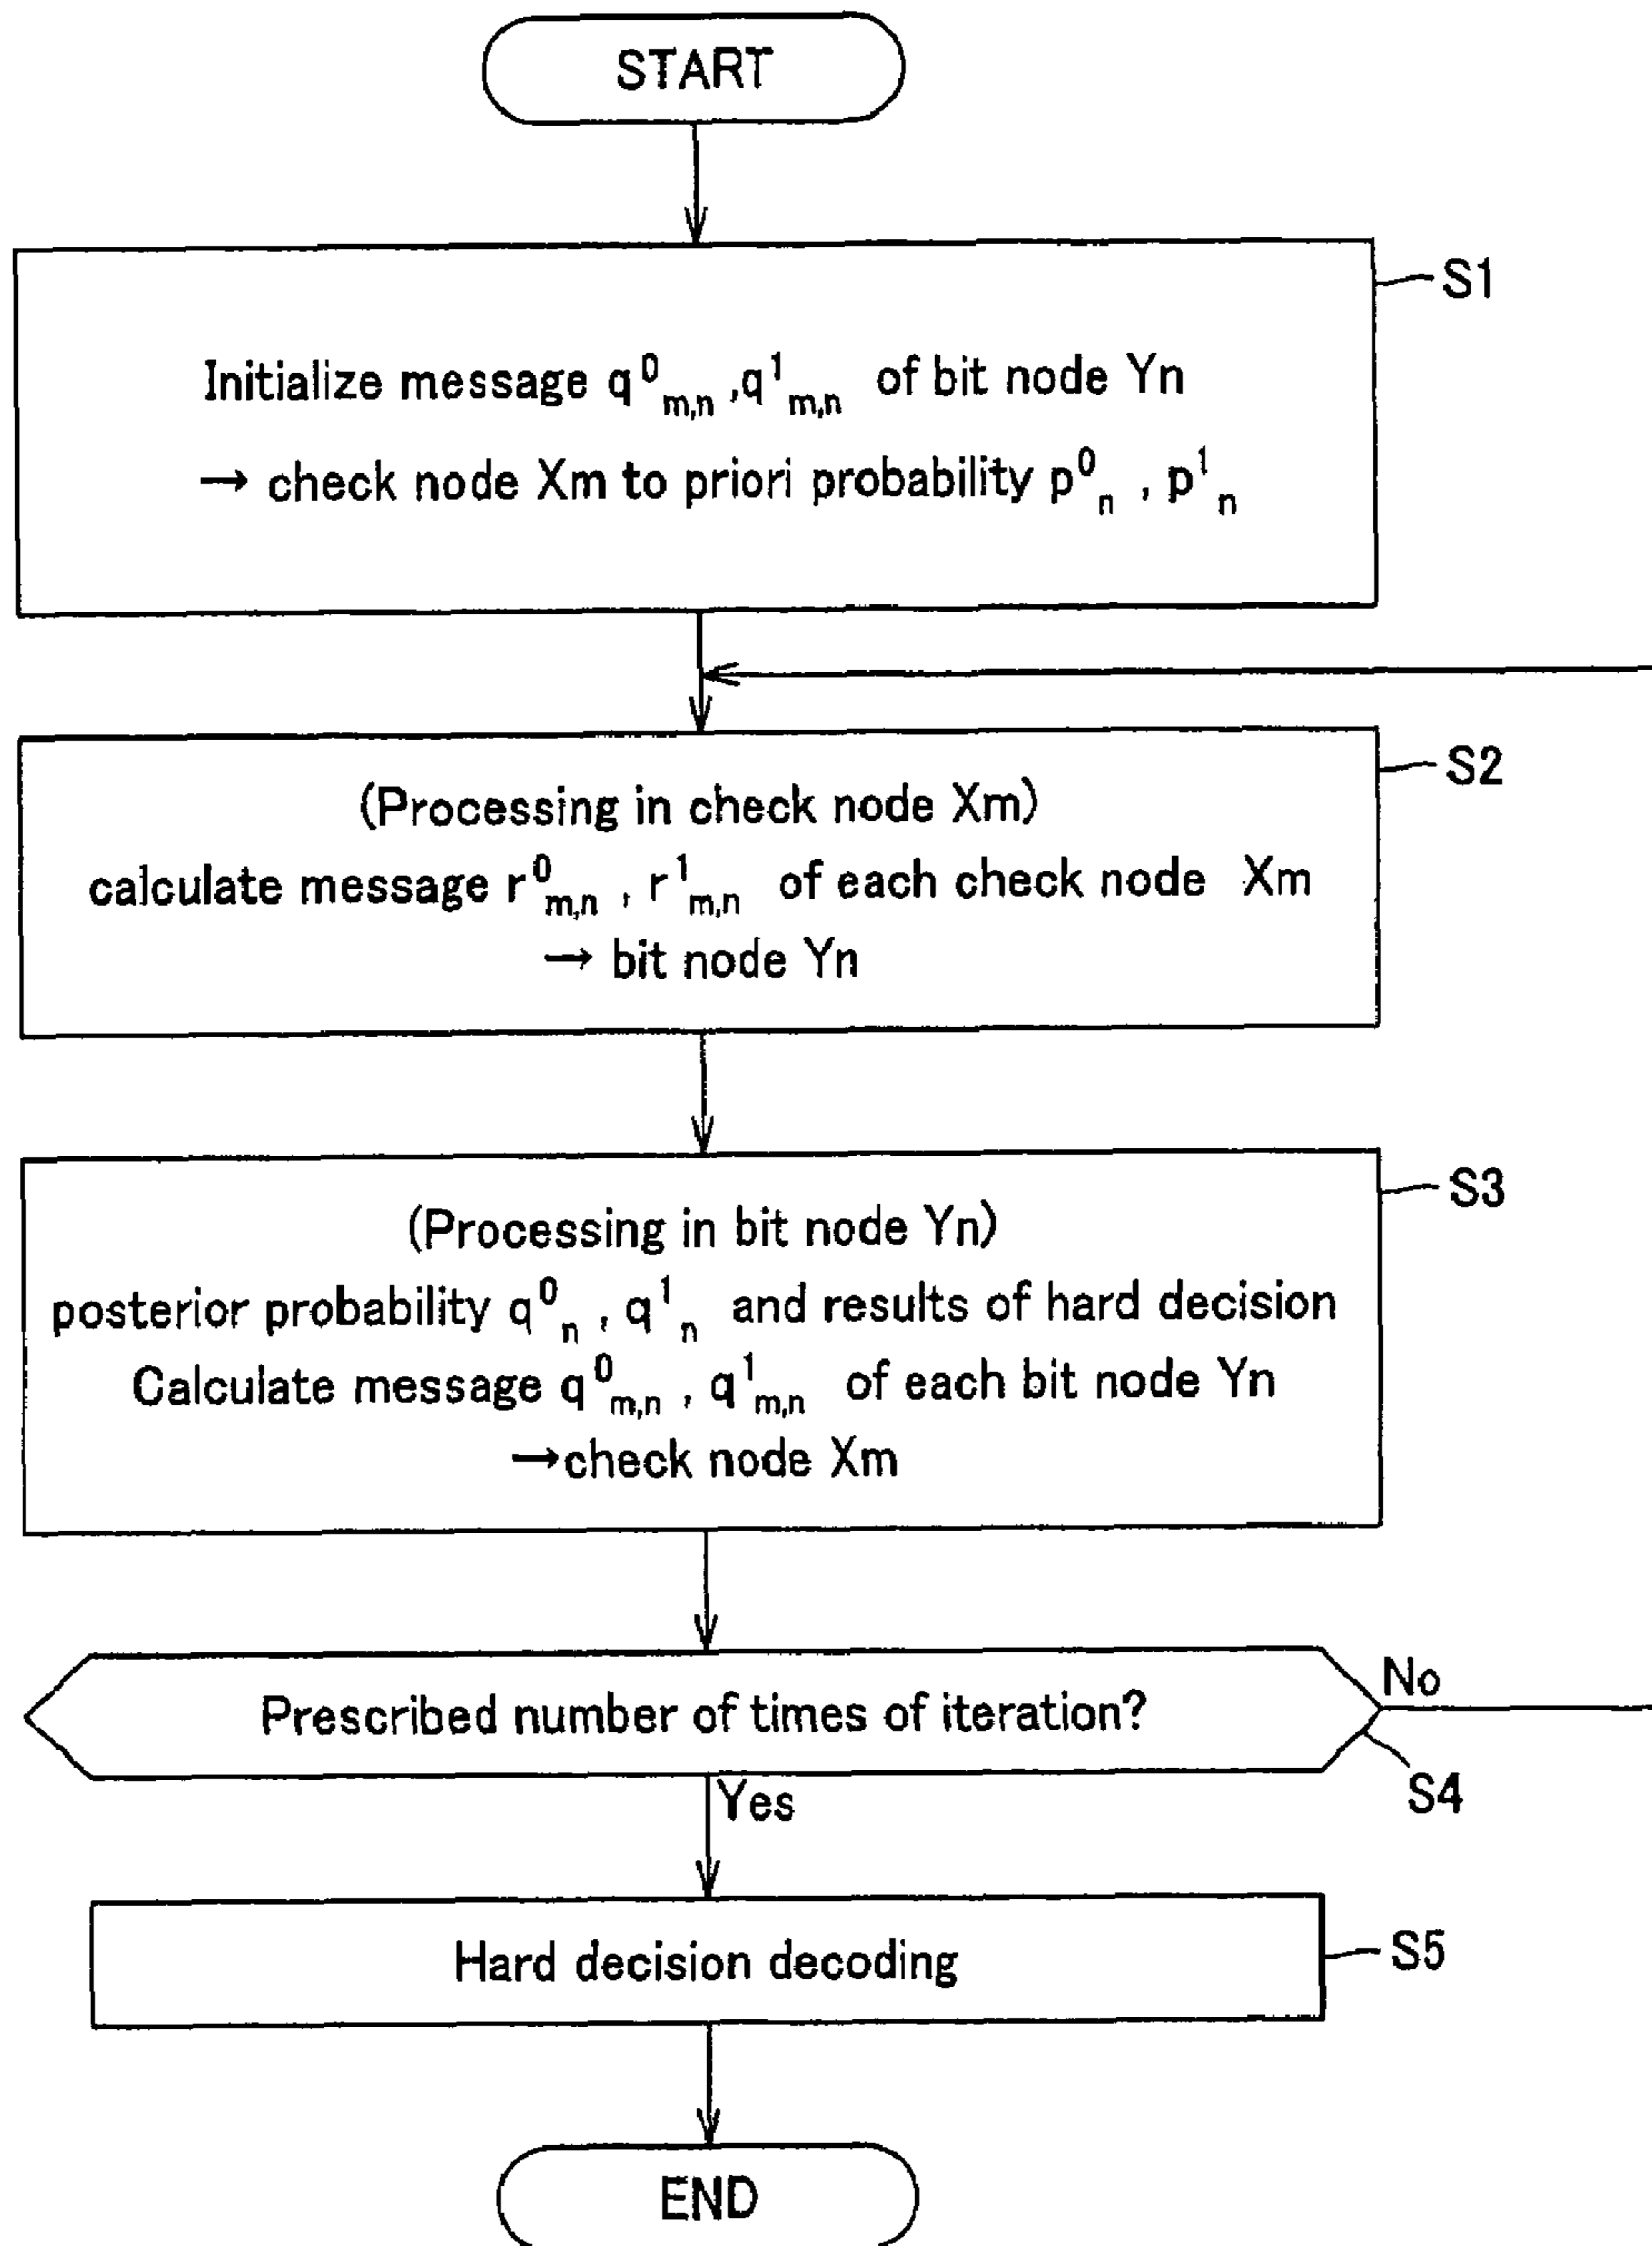 START
S1
Initialize message q⁰m,n ,q¹m,n of bit node Yn
→ check node Xm to priori probability p⁰n , p¹n
S2
(Processing in check node Xm)
calculate message r⁰m,n , r¹m,n of each check node Xm
→ bit node Yn
S3
(Processing in bit node Yn)
posterior probability q⁰n , q¹n and results of hard decision
Calculate message q⁰m,n , q¹m,n of each bit node Yn
→check node Xm
No
Prescribed number of times of iteration?
S4
Yes
Hard decision decoding
S5
END